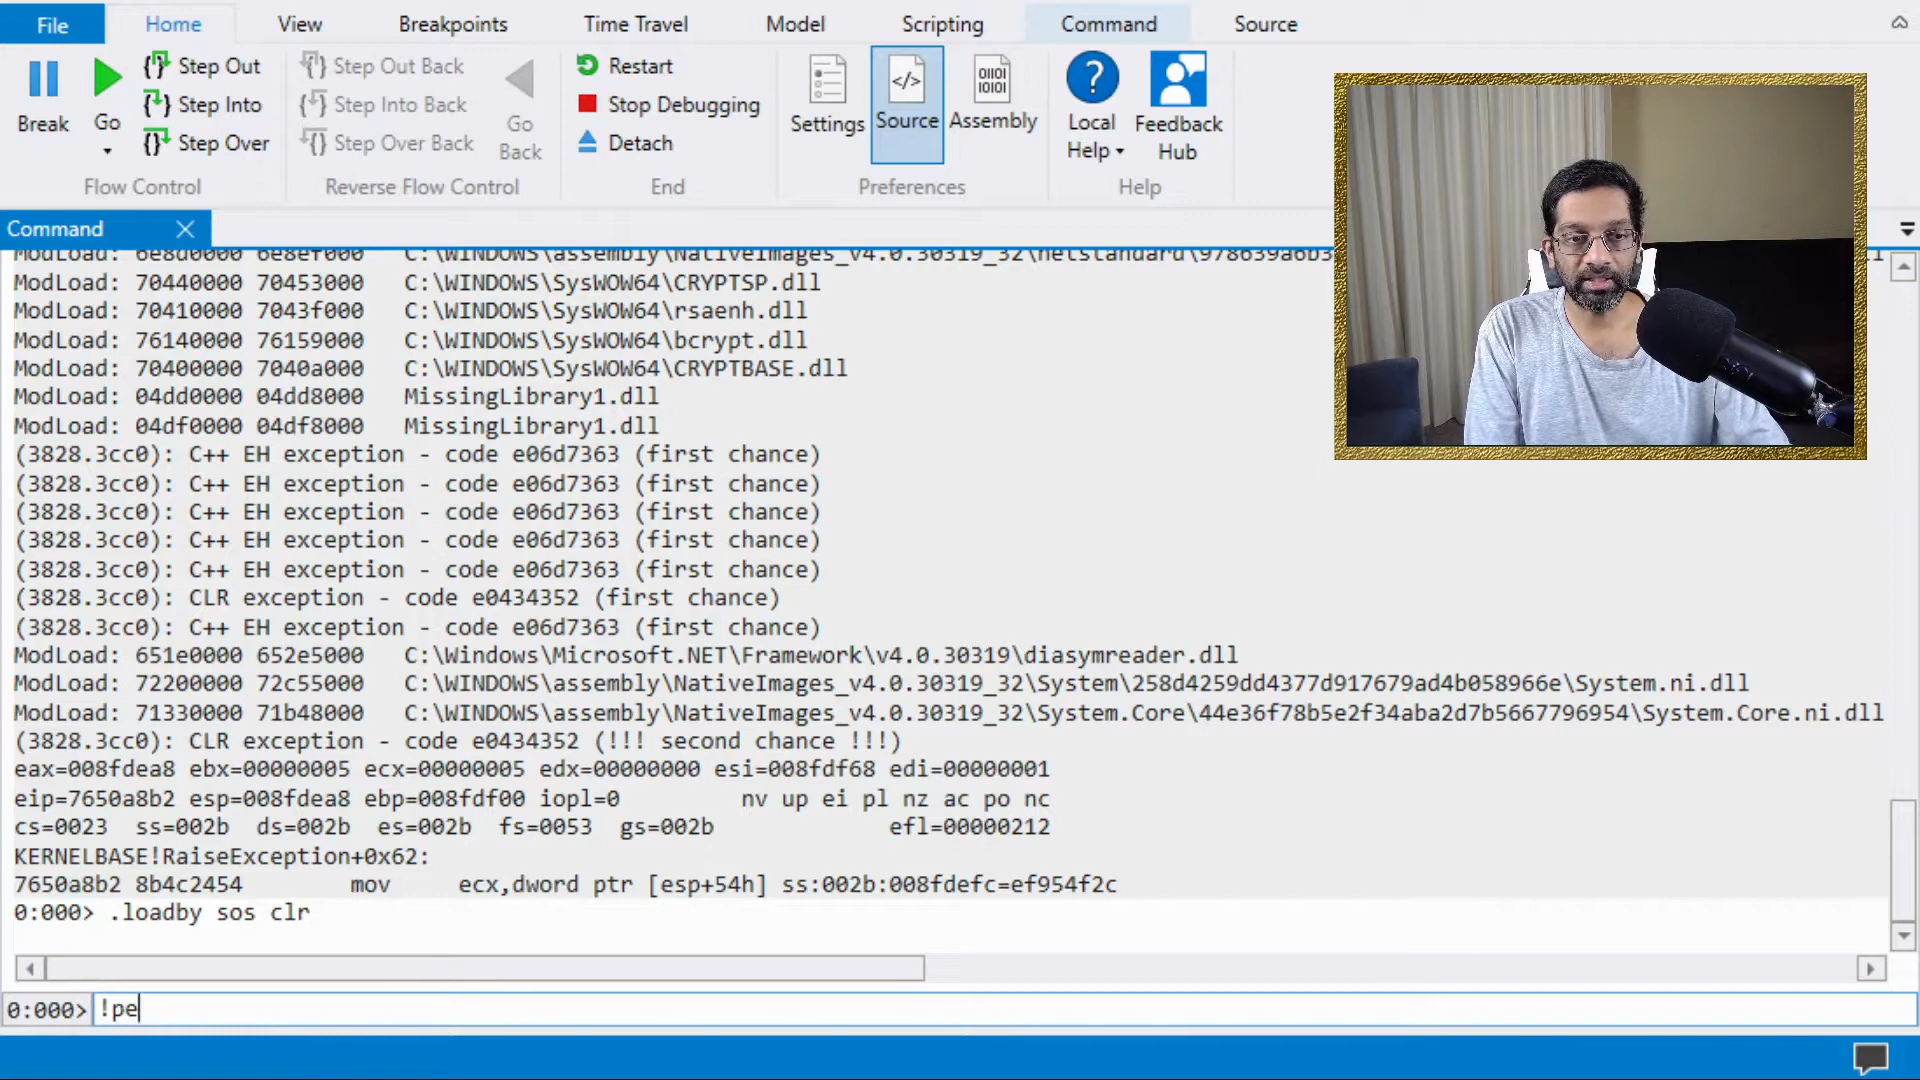 File Home View Breakpoints Time Travel Model Scripting Command Source
Break
Go
Step Out
Step Into
Step Over
Flow Control
Step Out Back
Step Into Back
Step Over Back
Go Back
Reverse Flow Control
Restart
Stop Debugging
Detach
End
Settings
Source
Assembly
Preferences
Local Help
Feedback Hub
Help
Command
ModLoad: 6e8d0000 6e8ef000 C:\WINDOWS\assembly\NativeImages_v4.0.30319_32\netstandard\978639a6b3
ModLoad: 70440000 70453000 C:\WINDOWS\SysWOW64\CRYPTSP.dll
ModLoad: 70410000 7043f000 C:\WINDOWS\SysWOW64\rsaenh.dll
ModLoad: 76140000 76159000 C:\WINDOWS\SysWOW64\bcrypt.dll
ModLoad: 70400000 7040a000 C:\WINDOWS\SysWOW64\CRYPTBASE.dll
ModLoad: 04dd0000 04dd8000 MissingLibrary1.dll
ModLoad: 04df0000 04df8000 MissingLibrary1.dll
(3828.3cc0): C++ EH exception - code e06d7363 (first chance)
(3828.3cc0): C++ EH exception - code e06d7363 (first chance)
(3828.3cc0): C++ EH exception - code e06d7363 (first chance)
(3828.3cc0): C++ EH exception - code e06d7363 (first chance)
(3828.3cc0): C++ EH exception - code e06d7363 (first chance)
(3828.3cc0): CLR exception - code e0434352 (first chance)
(3828.3cc0): C++ EH exception - code e06d7363 (first chance)
ModLoad: 651e0000 652e5000 C:\Windows\Microsoft.NET\Framework\v4.0.30319\diasymreader.dll
ModLoad: 72200000 72c55000 C:\WINDOWS\assembly\NativeImages_v4.0.30319_32\System\258d4259dd4377d917679ad4b058966e\System.ni.dll
ModLoad: 71330000 71b48000 C:\WINDOWS\assembly\NativeImages_v4.0.30319_32\System.Core\44e36f78b5e2f34aba2d7b5667796954\System.Core.ni.dll
(3828.3cc0): CLR exception - code e0434352 (!!! second chance !!!)
eax=008fdea8 ebx=00000005 ecx=00000005 edx=00000000 esi=008fdf68 edi=00000001
eip=7650a8b2 esp=008fdea8 ebp=008fdf00 iopl=0 nv up ei pl nz ac po nc
cs=0023 ss=002b ds=002b es=002b fs=0053 gs=002b efl=00000212
KERNELBASE!RaiseException+0x62:
7650a8b2 8b4c2454 mov ecx,dword ptr [esp+54h] ss:002b:008fdefc=ef954f2c
0:000> .loadby sos clr
0:000> !pe